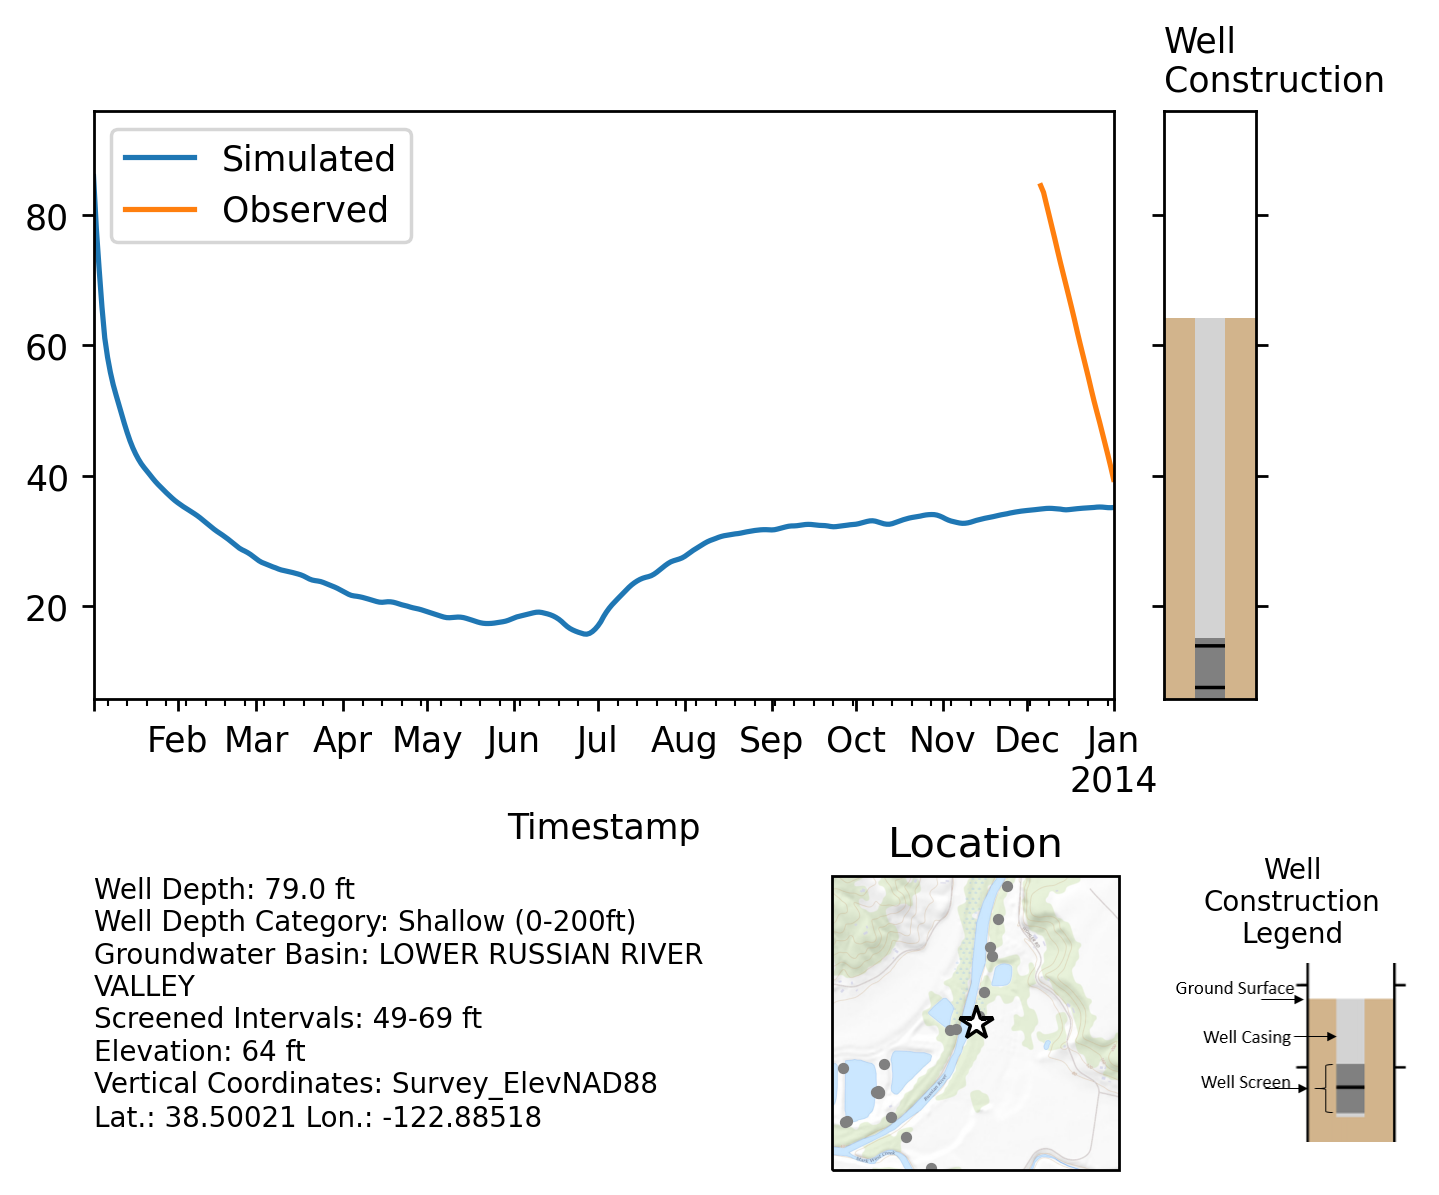 Well
Construction
Simulated
Observed
80
60
40
20
Feb Mar Apr May Jun Jul Aug Sep Oct Nov Dec Jan
2014
Timestamp
Well Depth: 79.0 ft
Well Depth Category: Shallow (0-200ft)
Groundwater Basin: LOWER RUSSIAN RIVER
VALLEY
Screened Intervals: 49-69 ft
Elevation: 64 ft
Vertical Coordinates: Survey_ElevNAD88
Lat.: 38.50021 Lon.: -122.88518
Location
Well
Construction
Legend
Ground Surface
Well Casing
Well Screen